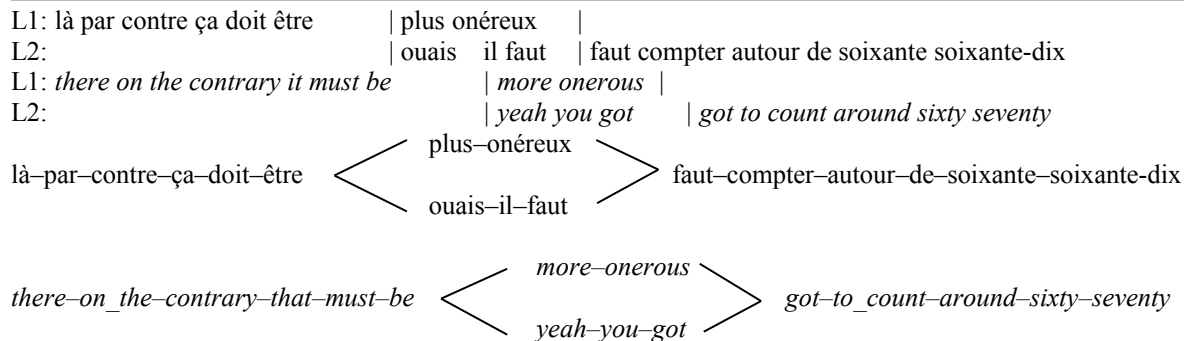 L1: là par contre ça doit être | plus onéreux |
L2: | ouais il faut | faut compter autour de soixante soixante-dix
L1: there on the contrary it must be | more onerous |
L2: | yeah you got | got to count around sixty seventy
plus–onéreux
là–par–contre–ça–doit–être faut–compter–autour–de–soixante–soixante-dix
ouais–il–faut
more–onerous
there–on_the–contrary–that–must–be got–to_count–around–sixty–seventy
yeah–you–got